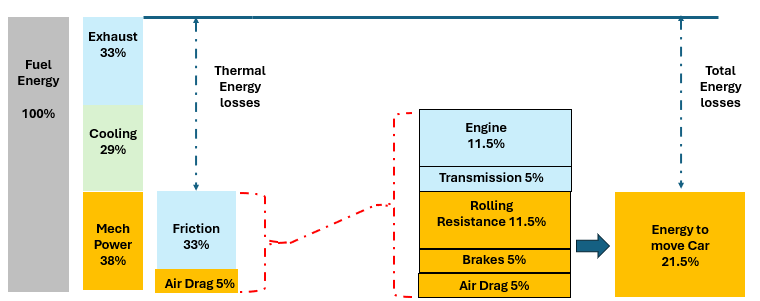 Fuel
Energy
100%
Exhaust
33%
Cooling
29%
Mech
Power
38%
Thermal
Energy
losses
Friction
33%
Air Drag 5%
Engine
11.5%
Transmission 5%
Rolling
Resistance 11.5%
Brakes 5%
Air Drag 5%
Total
Energy
losses
Energy to
move Car
21.5%